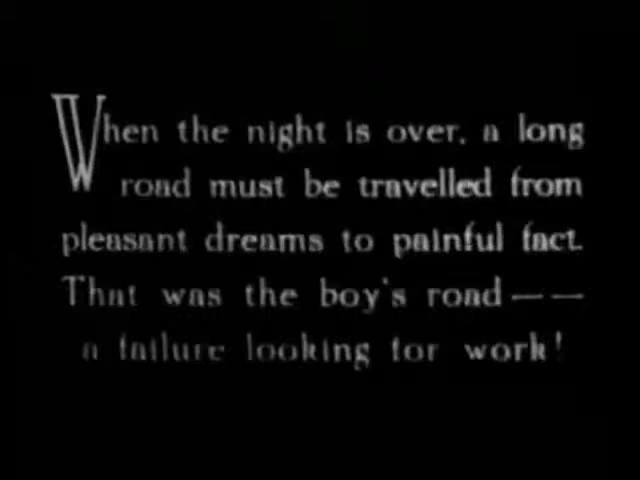 When the night is over, a long
road must be travelled from
pleasant dreams to painful fact.
That was the boy's road — —
a failure looking for work!